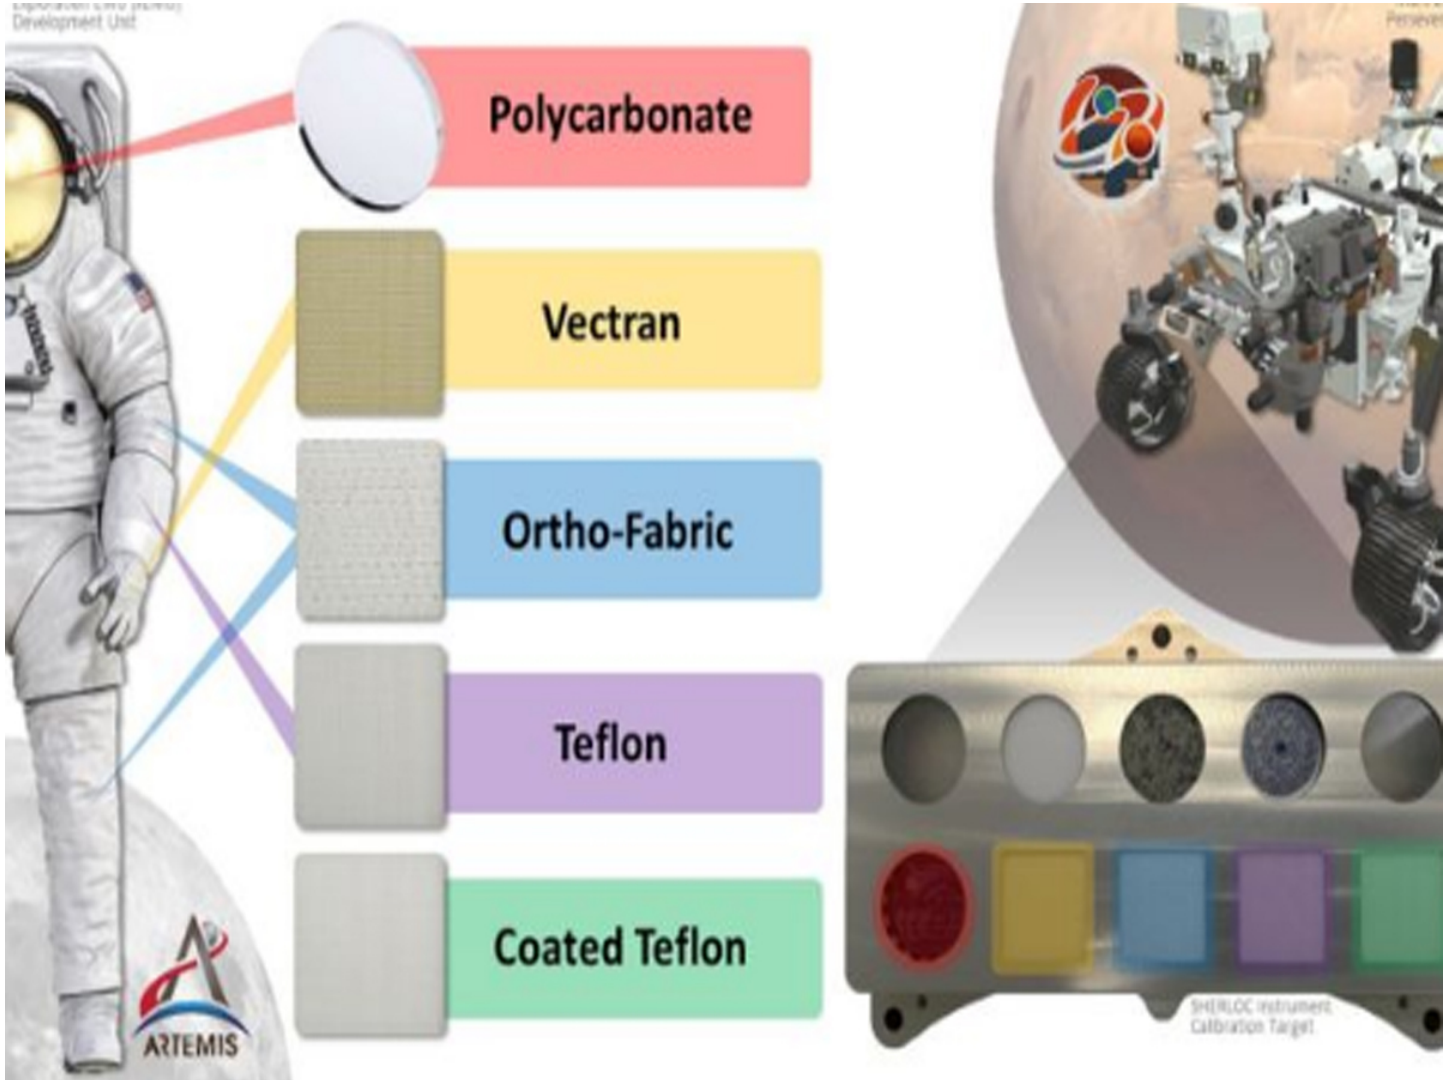 Development Unit
Polycarbonate
Vectran
Ortho-Fabric
Teflon
Coated Teflon
ARTEMIS
SHERLOC Instrument
Calibration Target